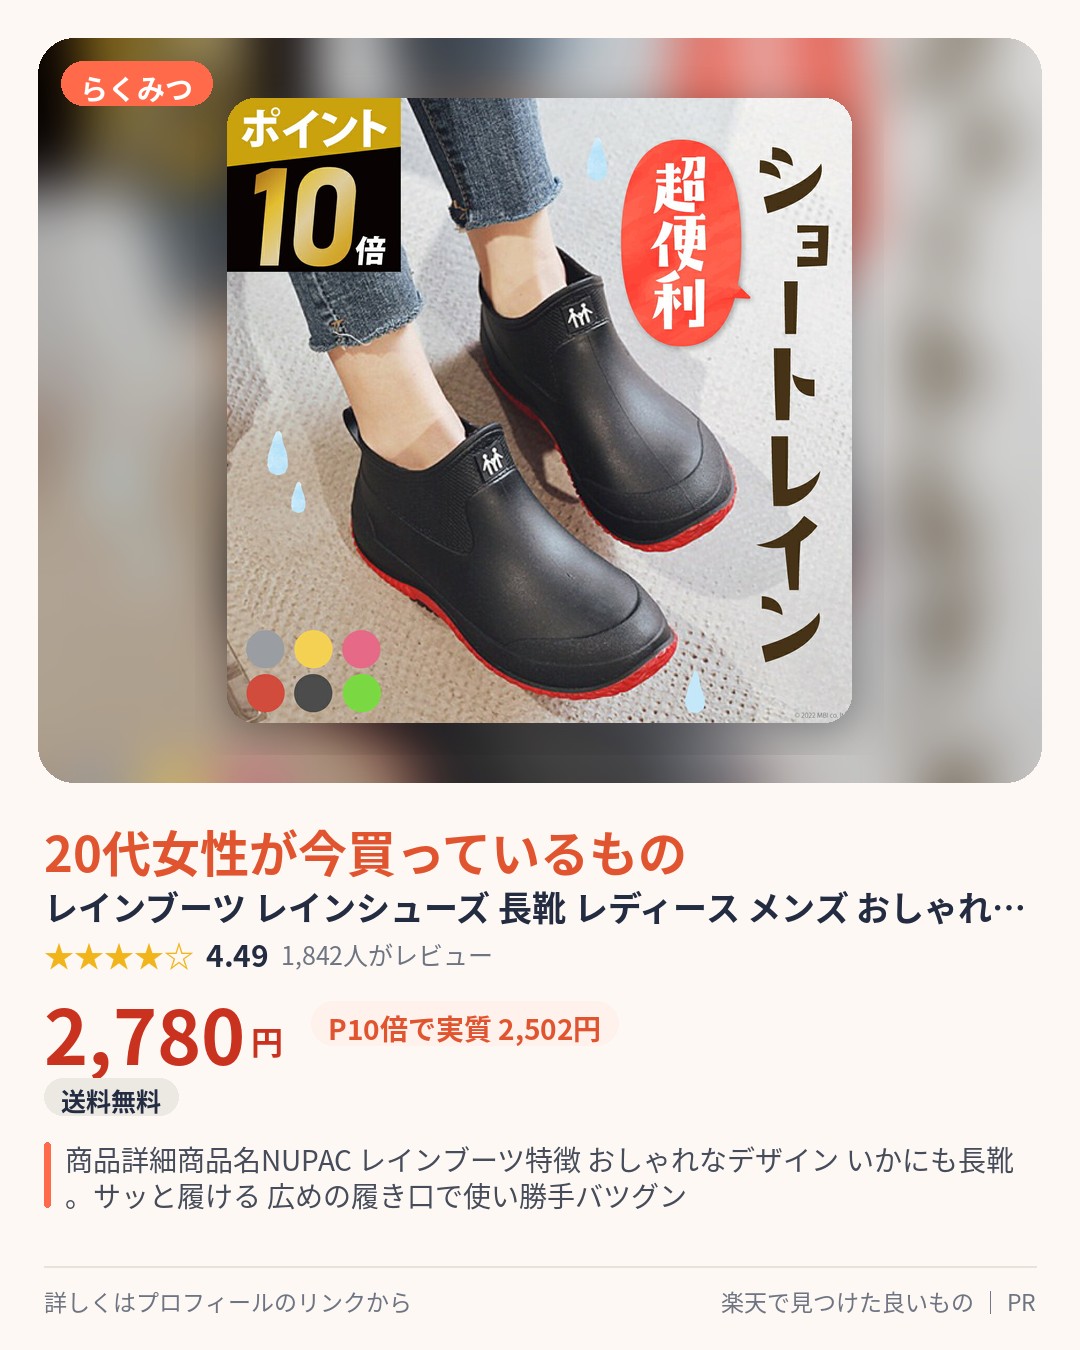 らくみつ
ポイント
10倍
超便利
ショートレイン
© 2022 MBI co. l
20代女性が今買っているもの
レインブーツ レインシューズ 長靴 レディース メンズ おしゃれ…
★★★★☆ 4.49 1,842人がレビュー
2,780円 P10倍で実質 2,502円
送料無料
商品詳細商品名NUPAC レインブーツ特徴 おしゃれなデザイン いかにも長靴
。サッと履ける 広めの履き口で使い勝手バツグン
詳しくはプロフィールのリンクから
楽天で見つけた良いもの | PR